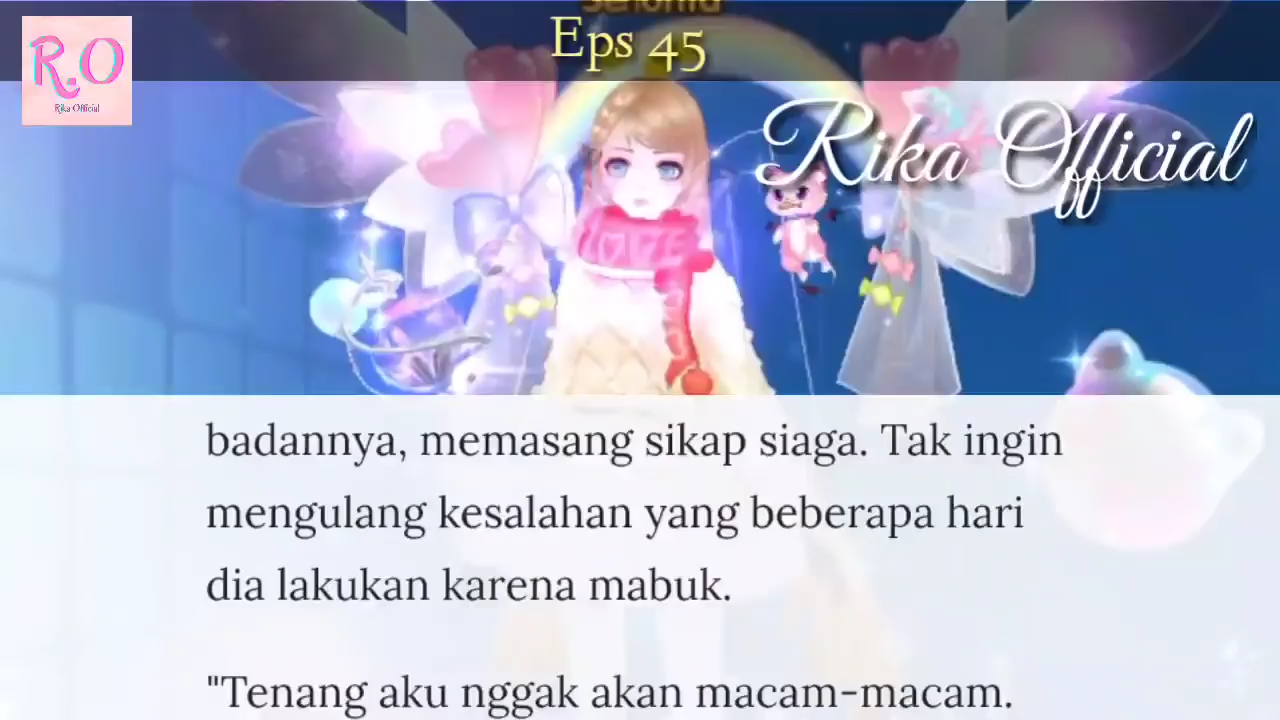 Eps 45
R.O
Rika Official
Rika Official
LOVE
badannya, memasang sikap siaga. Tak ingin
mengulang kesalahan yang beberapa hari
dia lakukan karena mabuk.
"Tenang aku nggak akan macam-macam.